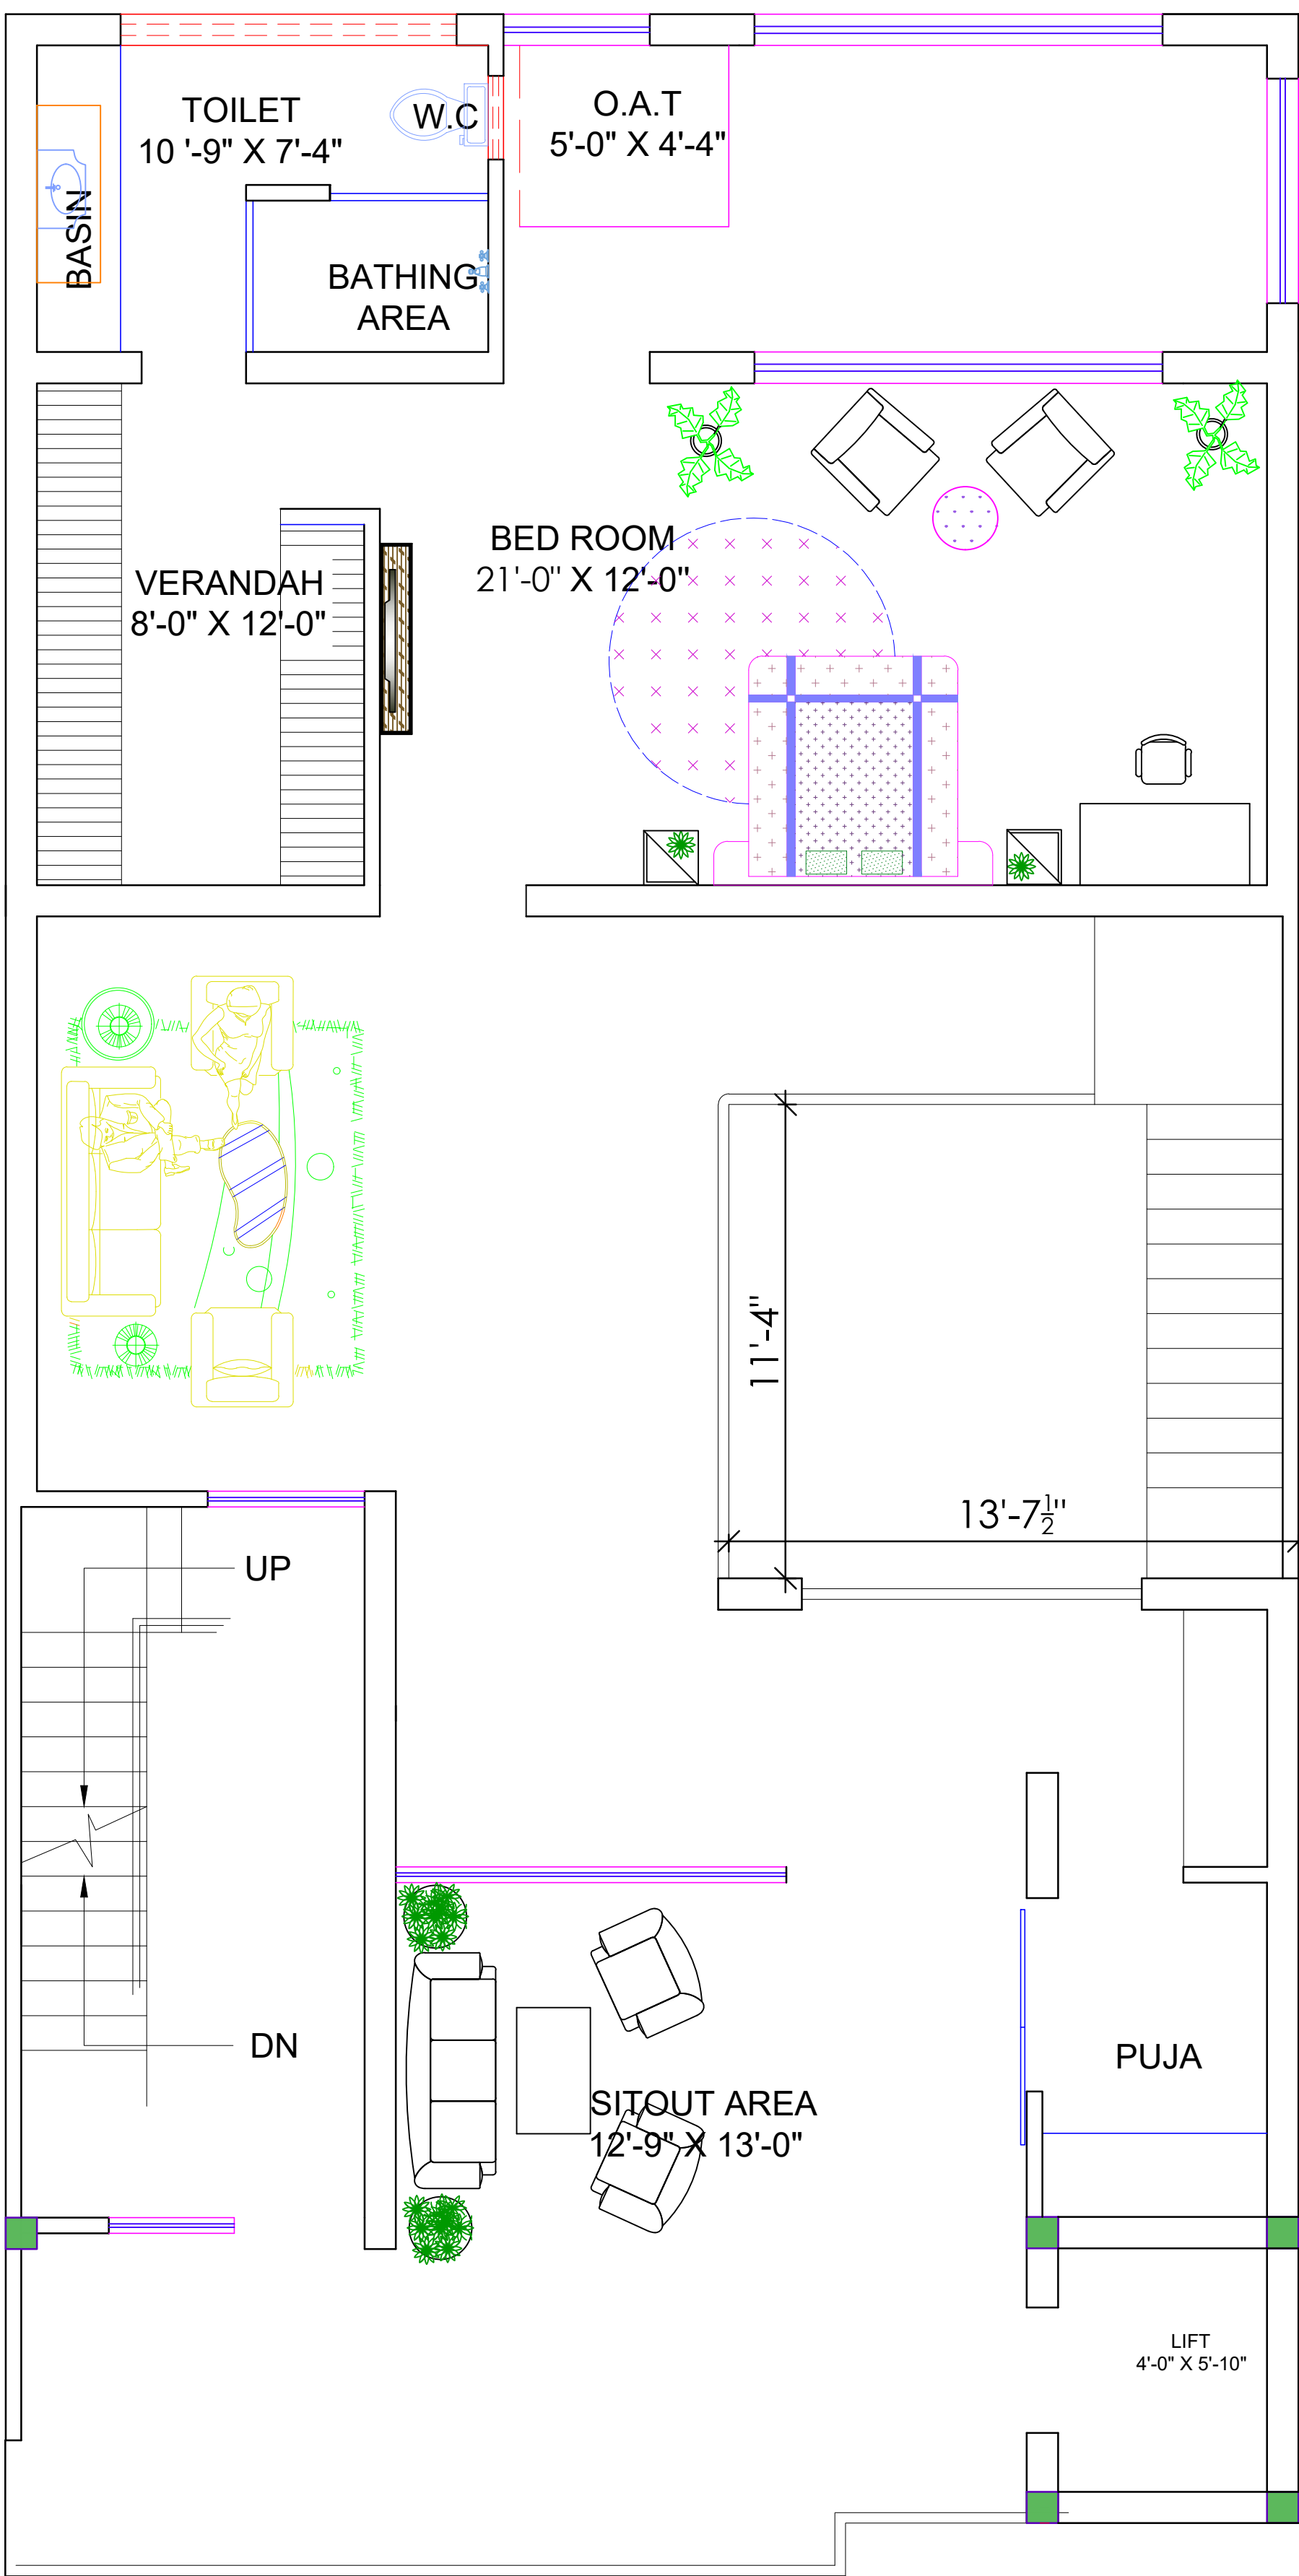 TOILET
10 '-9" X 7'-4"
W.C
O.A.T
5'-0" X 4'-4"
BASIN
BATHING
AREA
BED ROOM
21'-0" X 12'-0"
VERANDAH
8'-0" X 12'-0"
11'-4"
13'-7½"
UP
DN
PUJA
SITOUT AREA
12'-9" X 13'-0"
LIFT
4'-0" X 5'-10"